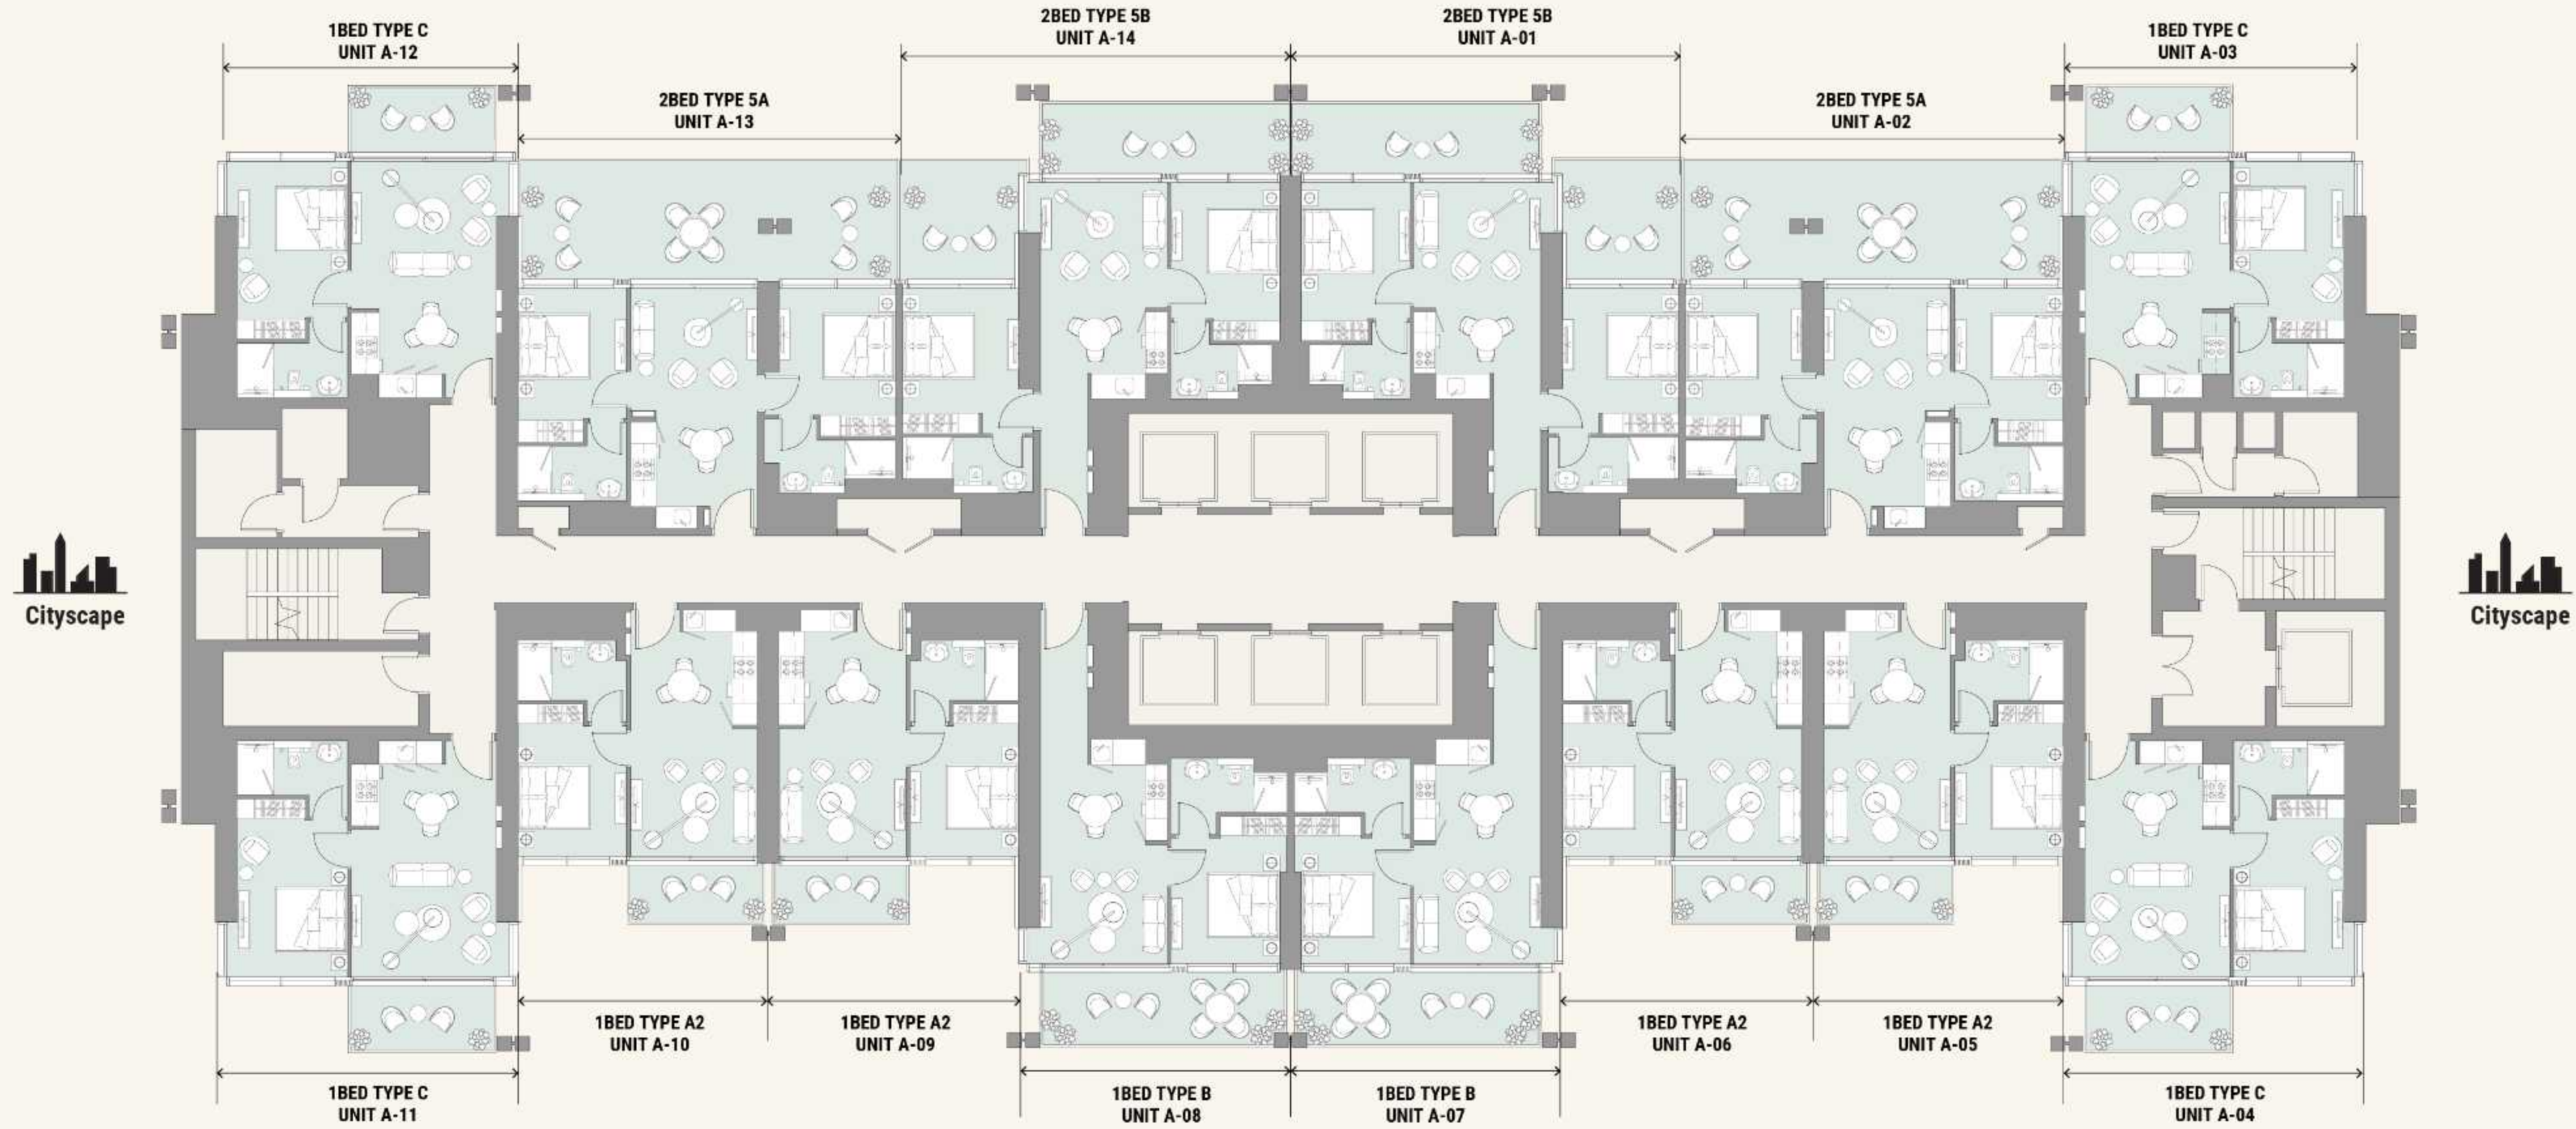 1BED TYPE C
UNIT A-12
2BED TYPE 5A
UNIT A-13
2BED TYPE 5B
UNIT A-14
2BED TYPE 5B
UNIT A-01
2BED TYPE 5A
UNIT A-02
1BED TYPE C
UNIT A-03
Cityscape
Cityscape
1BED TYPE C
UNIT A-11
1BED TYPE A2
UNIT A-10
1BED TYPE A2
UNIT A-09
1BED TYPE B
UNIT A-08
1BED TYPE B
UNIT A-07
1BED TYPE A2
UNIT A-06
1BED TYPE A2
UNIT A-05
1BED TYPE C
UNIT A-04